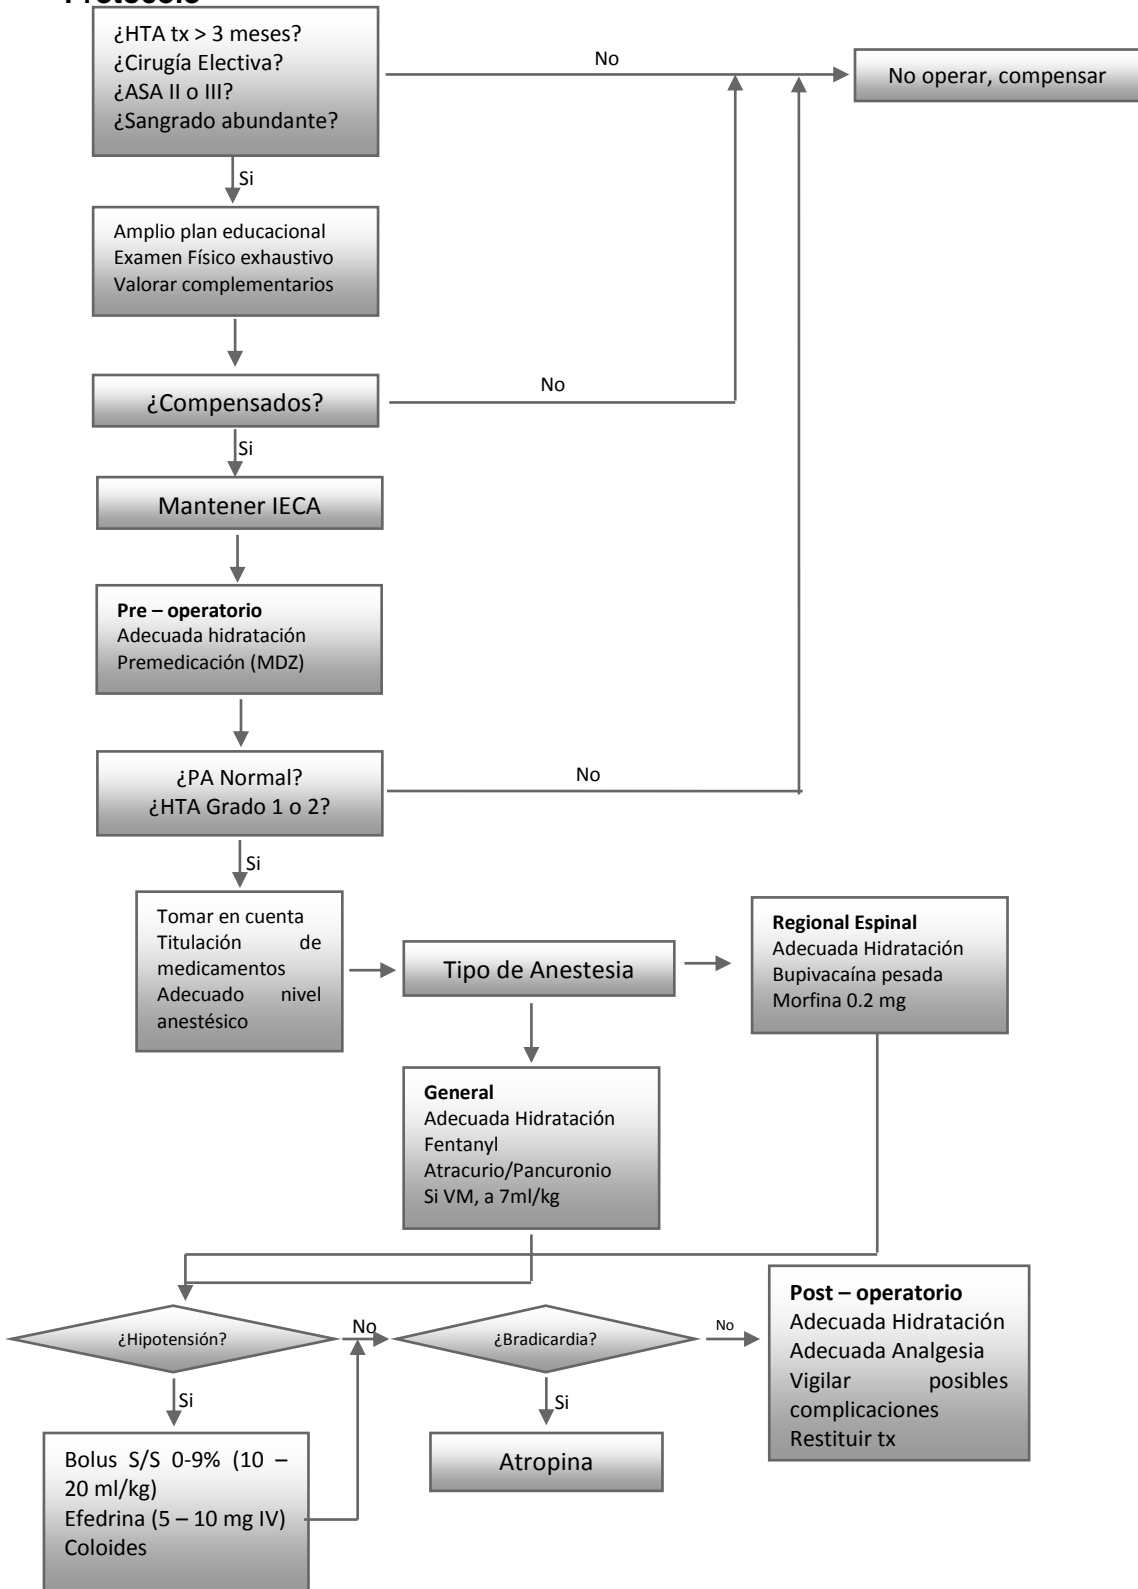 Protocolo
¿HTA tx > 3 meses?
¿Cirugía Electiva?
¿ASA II o III?
¿Sangrado abundante?
No
No operar, compensar
Si
Amplio plan educacional
Examen Físico exhaustivo
Valorar complementarios
¿Compensados?
No
Si
Mantener IECA
Pre – operatorio
Adecuada hidratación
Premedicación (MDZ)
¿PA Normal?
¿HTA Grado 1 o 2?
No
Si
Tomar en cuenta
Titulación de
medicamentos
Adecuado nivel
anestésico
Tipo de Anestesia
Regional Espinal
Adecuada Hidratación
Bupivacaína pesada
Morfina 0.2 mg
General
Adecuada Hidratación
Fentanyl
Atracurio/Pancuronio
Si VM, a 7ml/kg
¿Hipotensión?
No
¿Bradicardia?
No
Post – operatorio
Adecuada Hidratación
Adecuada Analgesia
Vigilar posibles
complicaciones
Restituir tx
Si
Bolus S/S 0-9% (10 –
20 ml/kg)
Efedrina (5 – 10 mg IV)
Coloides
Si
Atropina